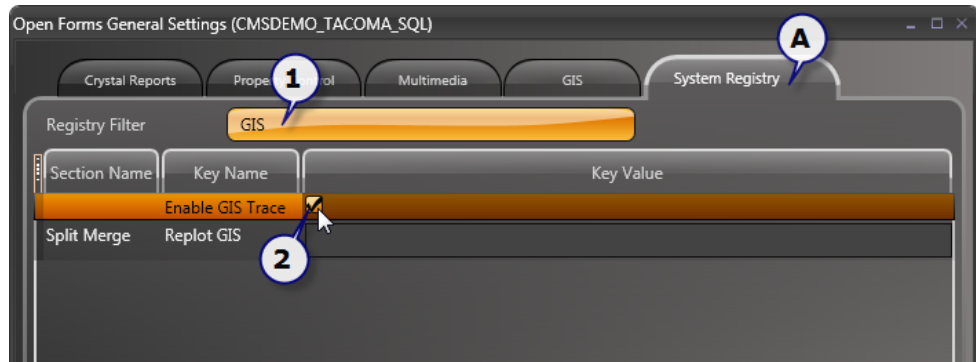 Open Forms General Settings (CMSDEMO_TACOMA_SQL)
A
Crystal Reports
1
Multimedia
GIS
System Registry
Registry Filter
GIS
Section Name
Key Name
Key Value
Enable GIS Trace
Split Merge
Replot GIS
2